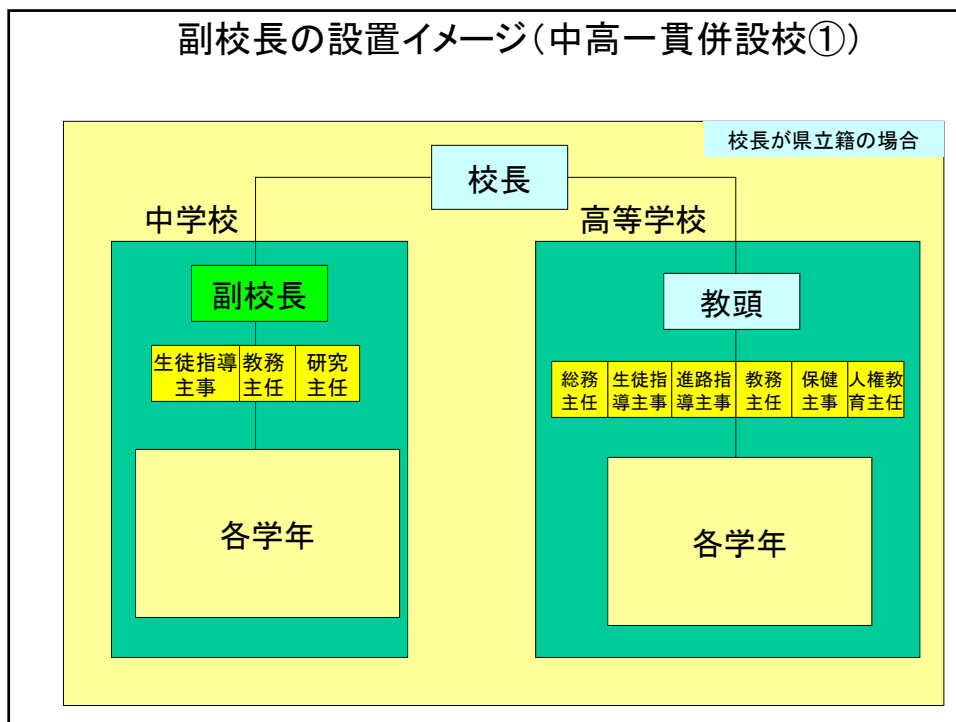 副校長の設置イメージ（中高一貫併設校①）
校長が県立籍の場合
校長
中学校
高等学校
副校長
教頭
生徒指導
主事
教務
主任
研究
主任
総務
主任
生徒指
導主事
進路指
導主事
教務
主任
保健
主事
人権教
育主任
各学年
各学年